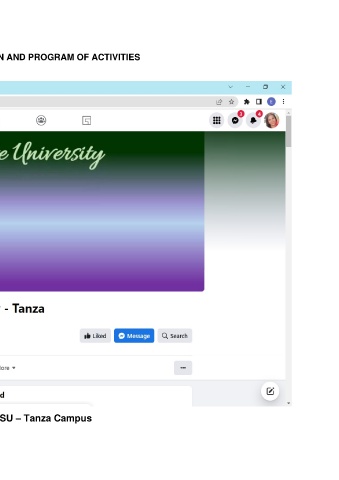 N AND PROGRAM OF ACTIVITIES
e University
- Tanza
Liked Message Search
ore
d
SU – Tanza Campus